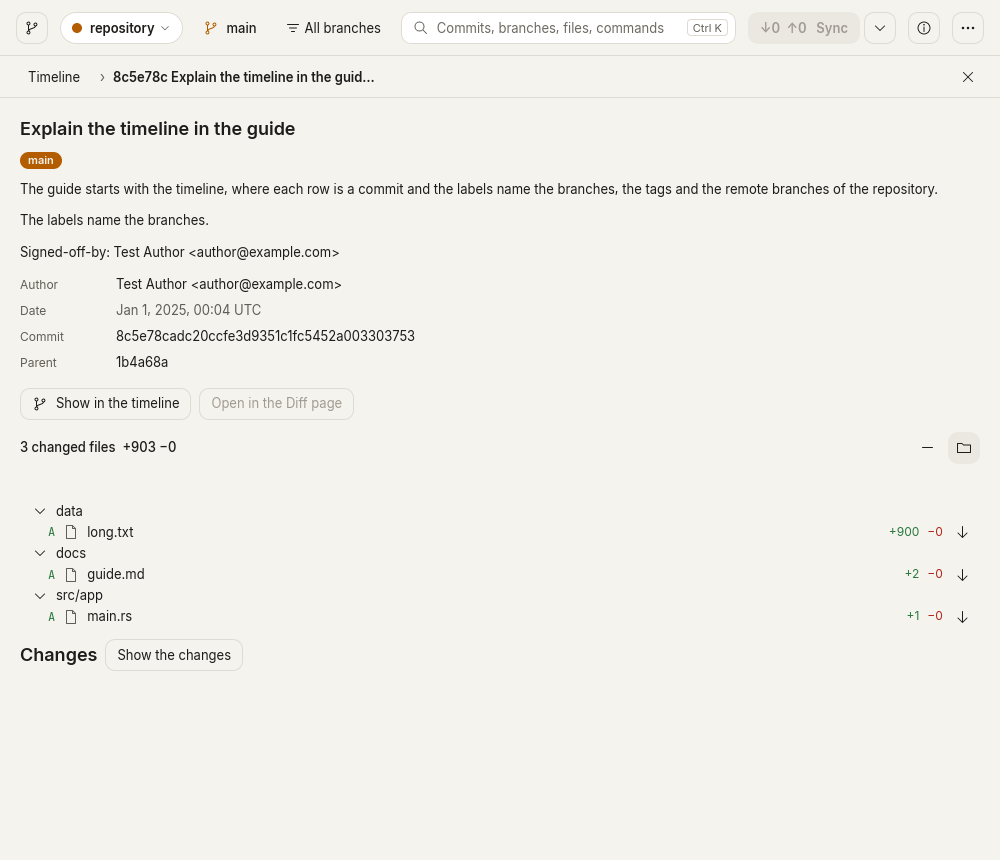 repository
main
All branches
Commits, branches, files, commands
Ctrl K
↓0 ↑0 Sync
Timeline › 8c5e78c Explain the timeline in the guid…
Explain the timeline in the guide
main
The guide starts with the timeline, where each row is a commit and the labels name the branches, the tags and the remote branches of the repository.
The labels name the branches.
Signed-off-by: Test Author <author@example.com>
Author Test Author <author@example.com>
Date Jan 1, 2025, 00:04 UTC
Commit 8c5e78cadc20ccfe3d9351c1fc5452a003303753
Parent 1b4a68a
Show in the timeline
Open in the Diff page
3 changed files +903 −0
data
A long.txt +900 −0
docs
A guide.md +2 −0
src/app
A main.rs +1 −0
Changes
Show the changes